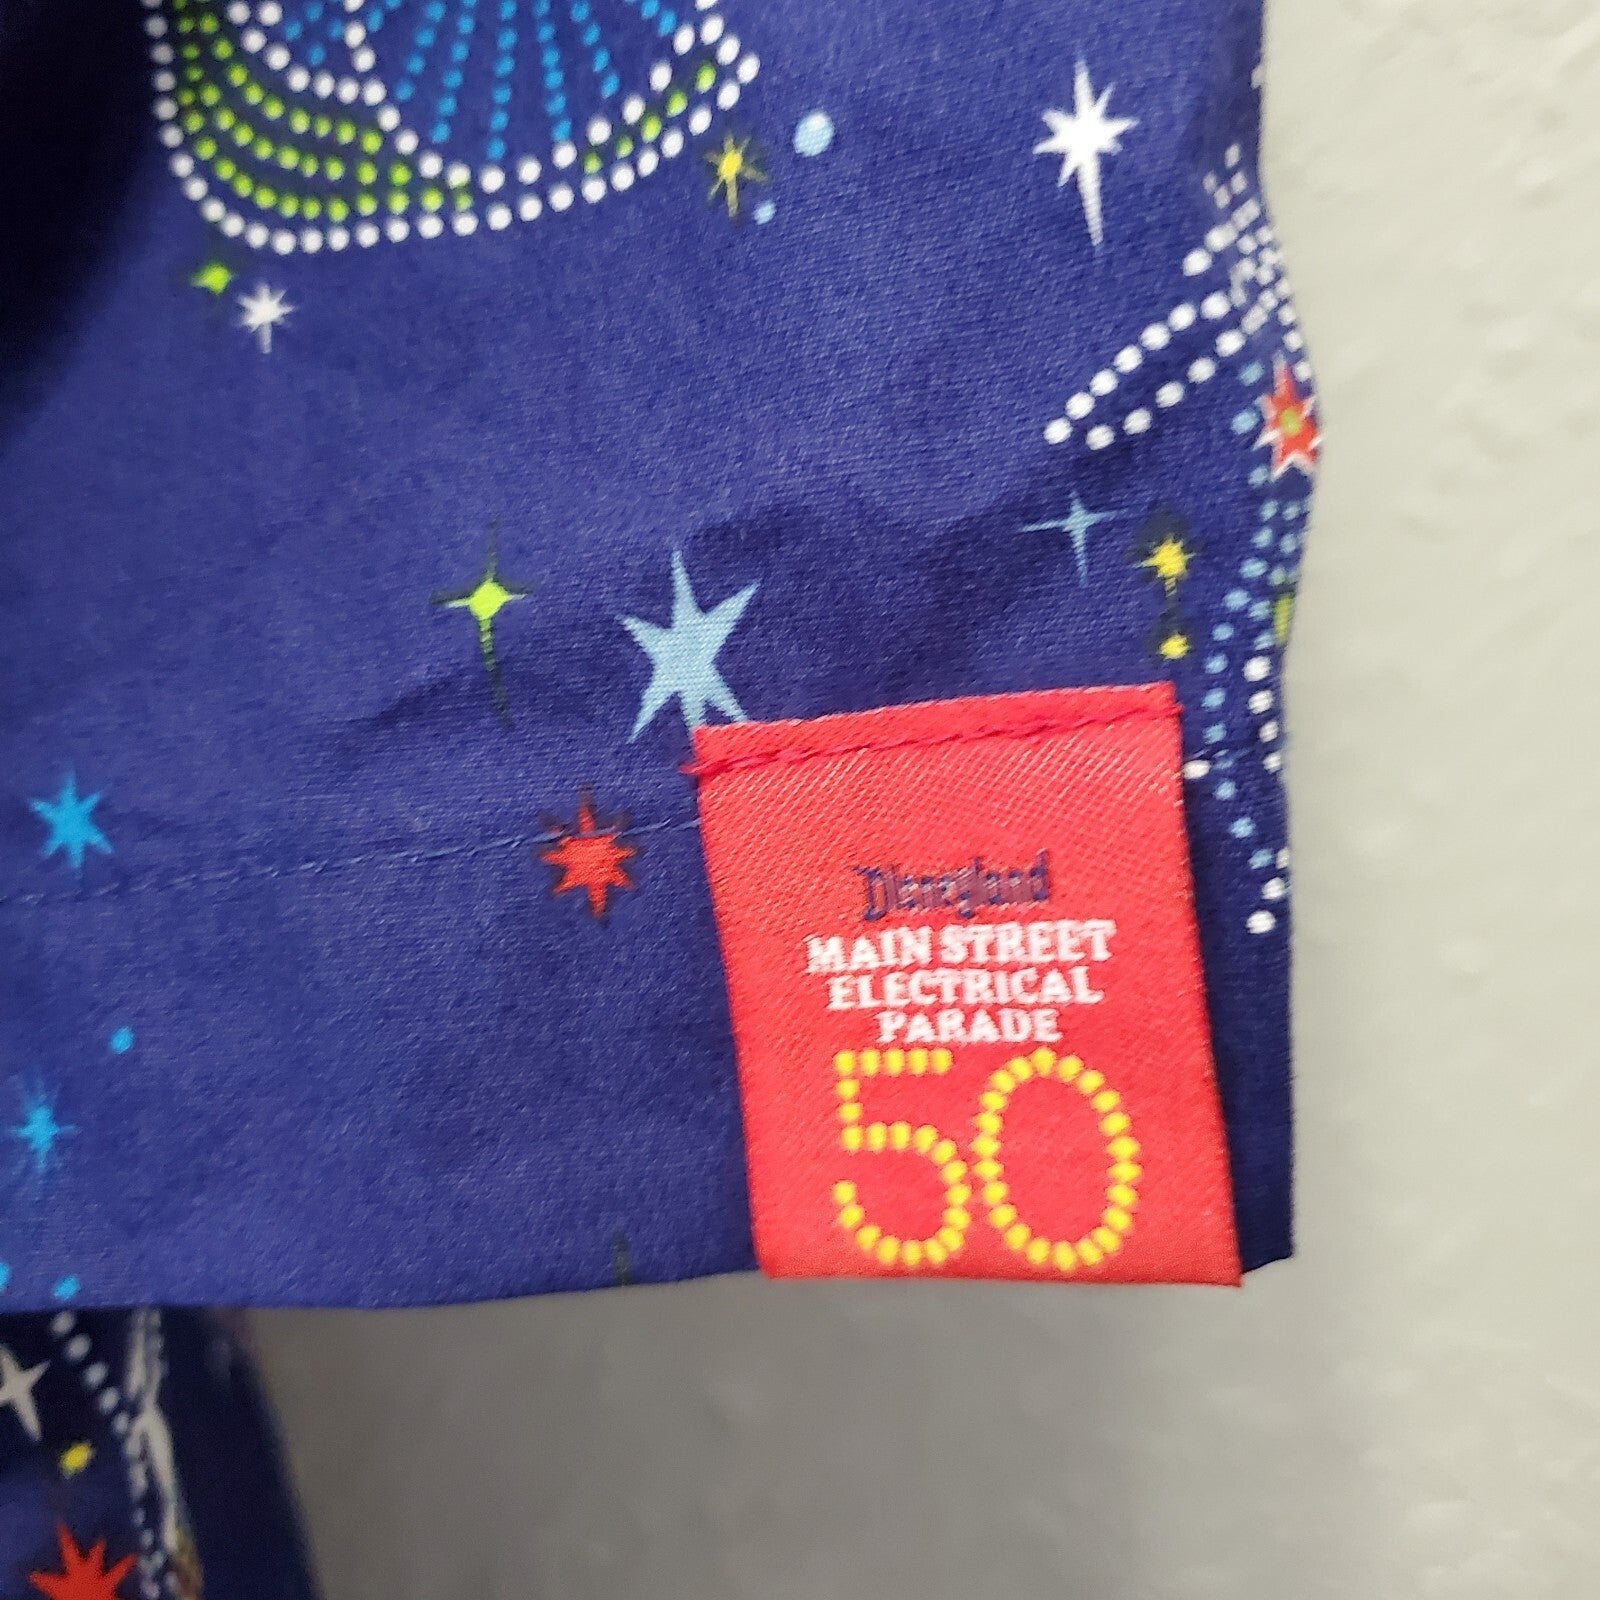 Disneyland
MAIN STREET
ELECTRICAL
PARADE
50